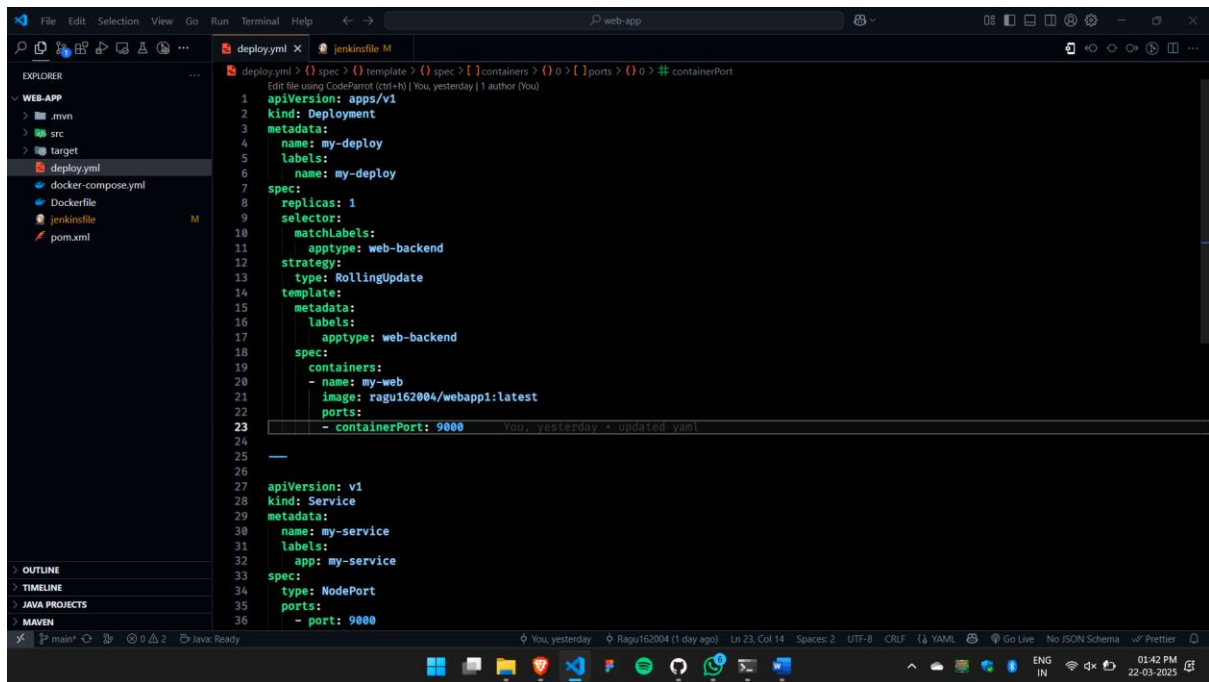 File Edit Selection View Go Run Terminal Help
web-app
deploy.yml
jenkinsfile M
EXPLORER
deploy.yml > {} spec > {} template > {} spec > [ ] containers > {} 0 > [ ] ports > {} 0 > # containerPort
Edit file using CodeParrot (ctrl+h) | You, yesterday | 1 author (You)
WEB-APP
.mvn
src
target
deploy.yml
docker-compose.yml
Dockerfile
jenkinsfile M
pom.xml
OUTLINE
TIMELINE
JAVA PROJECTS
MAVEN
1 apiVersion: apps/v1
2 kind: Deployment
3 metadata:
4   name: my-deploy
5   labels:
6     name: my-deploy
7 spec:
8   replicas: 1
9   selector:
10     matchLabels:
11       apptype: web-backend
12   strategy:
13     type: RollingUpdate
14   template:
15     metadata:
16       labels:
17         apptype: web-backend
18     spec:
19       containers:
20       - name: my-web
21         image: ragu162004/webapp1:latest
22         ports:
23         - containerPort: 9000 You, yesterday • updated yaml
24
25 ---
26
27 apiVersion: v1
28 kind: Service
29 metadata:
30   name: my-service
31   labels:
32     app: my-service
33 spec:
34   type: NodePort
35   ports:
36     - port: 9000
main* 0 2 Java: Ready
You, yesterday Ragu162004 (1 day ago) Ln 23, Col 14 Spaces: 2 UTF-8 CRLF YAML Go Live No JSON Schema Prettier
6
ENG
IN
01:42 PM
22-03-2025